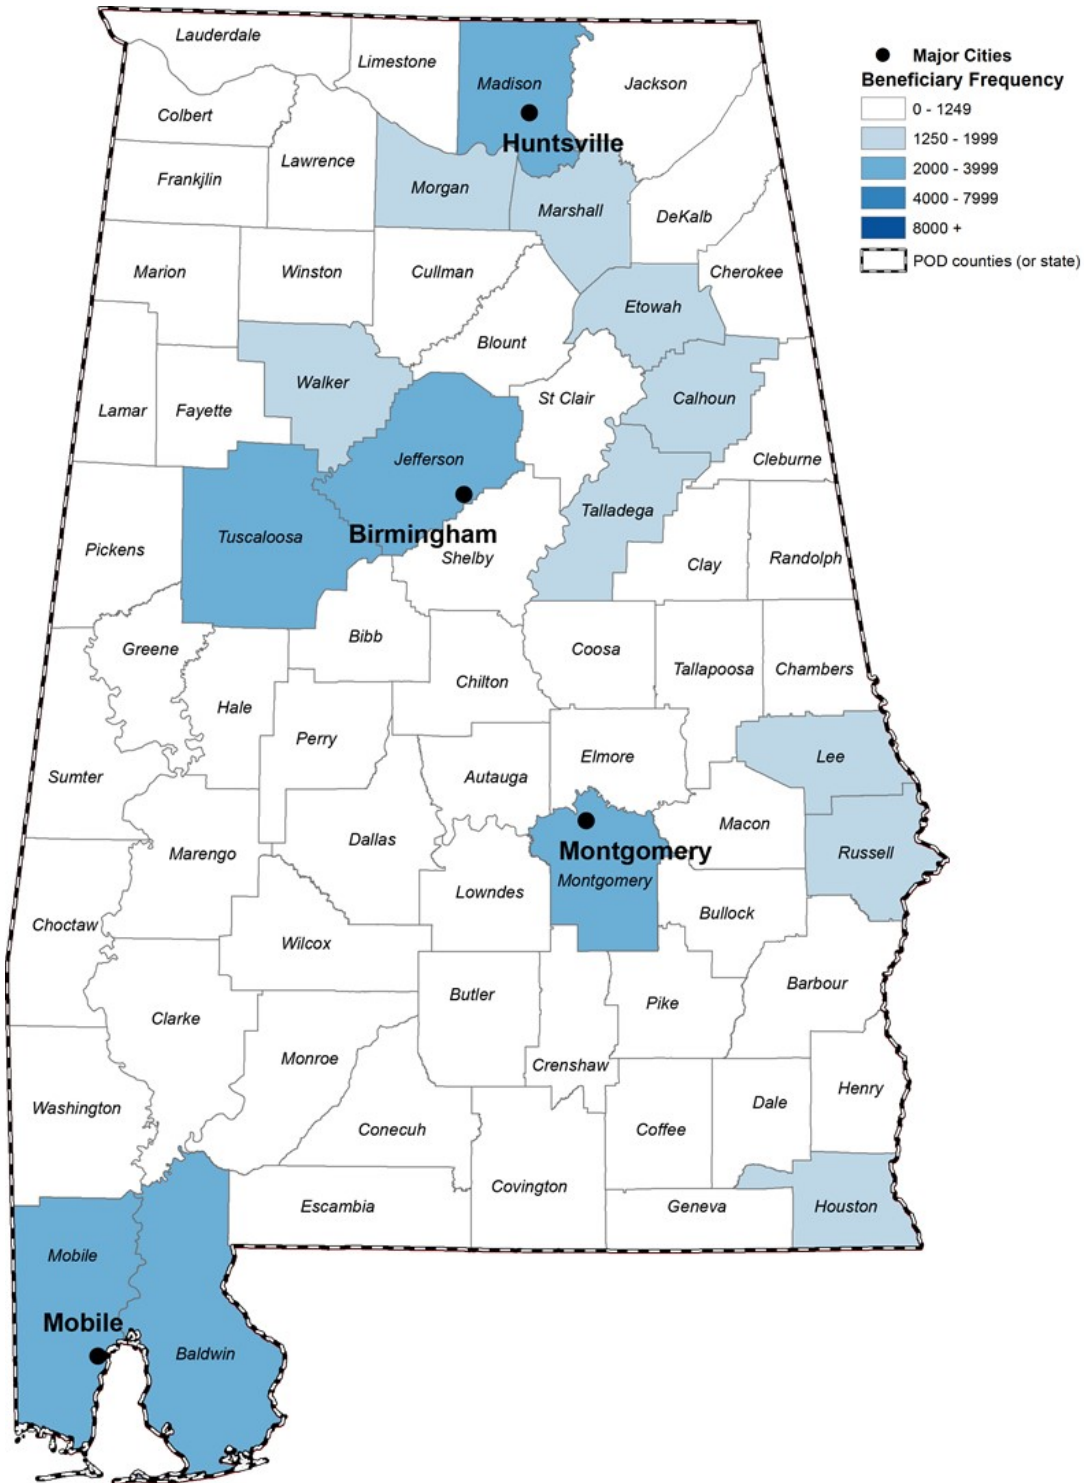 Lauderdale
Limestone
Madison
Jackson
Major Cities
Beneficiary Frequency
0 - 1249
1250 - 1999
2000 - 3999
4000 - 7999
8000 +
POD counties (or state)
Colbert
Huntsville
Lawrence
Frankjlin
Morgan
Marshall
DeKalb
Marion
Winston
Cullman
Cherokee
Etowah
Blount
Walker
St Clair
Calhoun
Lamar
Fayette
Jefferson
Cleburne
Talladega
Birmingham
Tuscaloosa
Pickens
Shelby
Clay
Randolph
Greene
Bibb
Coosa
Tallapoosa
Chambers
Chilton
Hale
Perry
Elmore
Lee
Sumter
Autauga
Macon
Dallas
Marengo
Montgomery
Russell
Montgomery
Lowndes
Bullock
Choctaw
Wilcox
Barbour
Butler
Pike
Clarke
Monroe
Crenshaw
Henry
Washington
Dale
Conecuh
Coffee
Covington
Escambia
Geneva
Houston
Mobile
Mobile
Baldwin